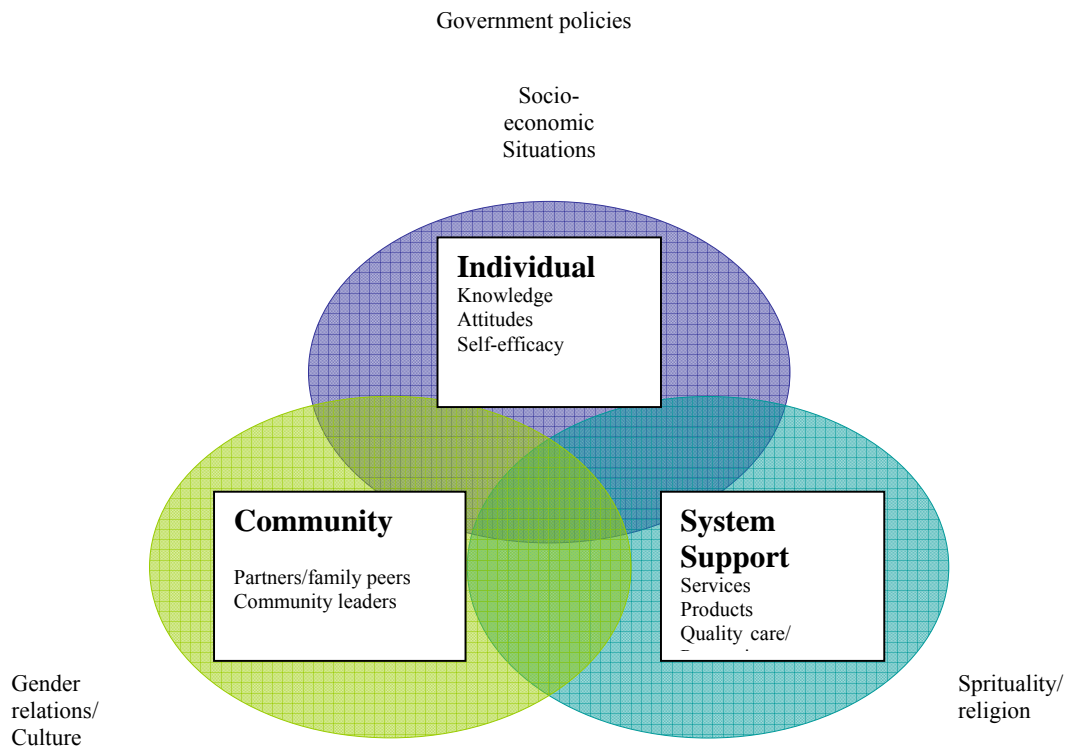 Government policies
Socio-
economic
Situations
Individual
Knowledge
Attitudes
Self-efficacy
Community
Partners/family peers
Community leaders
System
Support
Services
Products
Quality care/
Gender
relations/
Culture
Sprituality/
religion